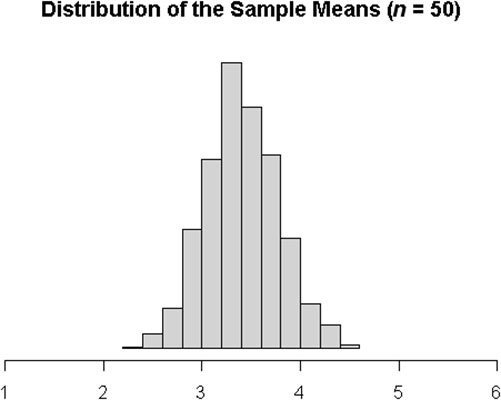 Distribution of the Sample Means (n = 50)
1 2 3 4 5 6